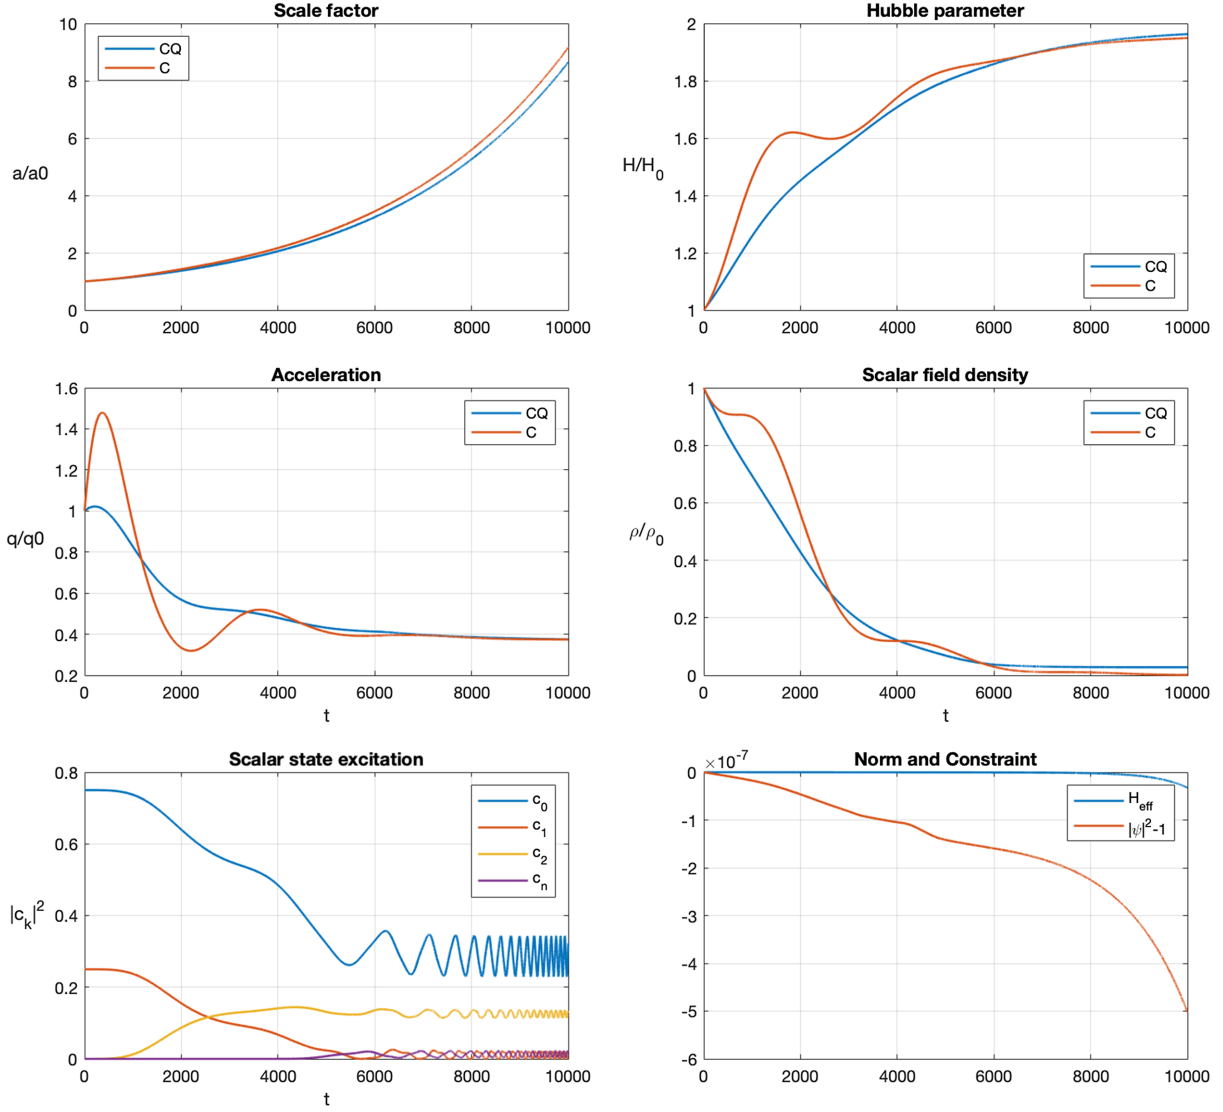 Scale factor
10
8
6
4
2
0
a/a0
CQ
C
0 2000 4000 6000 8000 10000
Hubble parameter
2
1.8
1.6
1.4
1.2
1
H/H0
CQ
C
0 2000 4000 6000 8000 10000
Acceleration
1.6
1.4
1.2
1
0.8
0.6
0.4
0.2
q/q0
CQ
C
0 2000 4000 6000 8000 10000
t
Scalar field density
1
0.8
0.6
0.4
0.2
0
ρ/ρ0
CQ
C
0 2000 4000 6000 8000 10000
t
Scalar state excitation
0.8
0.6
0.4
0.2
0
|ck|2
c0
c1
c2
cn
0 2000 4000 6000 8000 10000
t
Norm and Constraint
×10-7
0
-1
-2
-3
-4
-5
-6
Heff
|ψ|2-1
0 2000 4000 6000 8000 10000
t